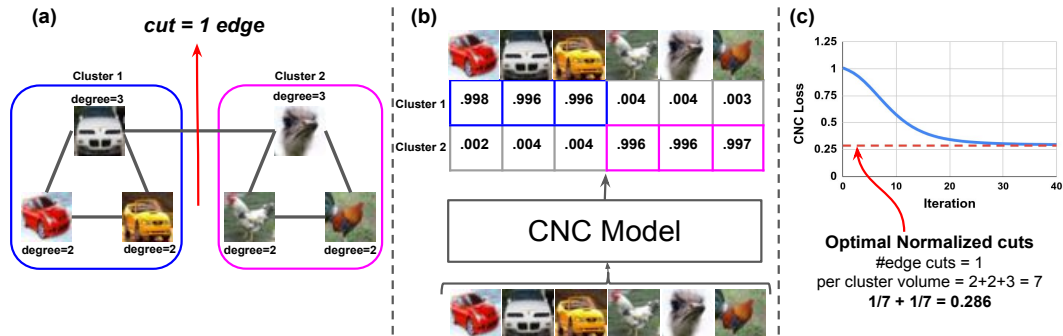 (a)
cut = 1 edge
Cluster 1
Cluster 2
degree=3
degree=3
degree=2
degree=2
degree=2
degree=2
(b)
Cluster 1
.998 .996 .996 .004 .004 .003
Cluster 2
.002 .004 .004 .996 .996 .997
CNC Model
(c)
CNC Loss
1.25
1
0.75
0.5
0.25
0
0 10 20 30 40
Iteration
Optimal Normalized cuts
#edge cuts = 1
per cluster volume = 2+2+3 = 7
1/7 + 1/7 = 0.286